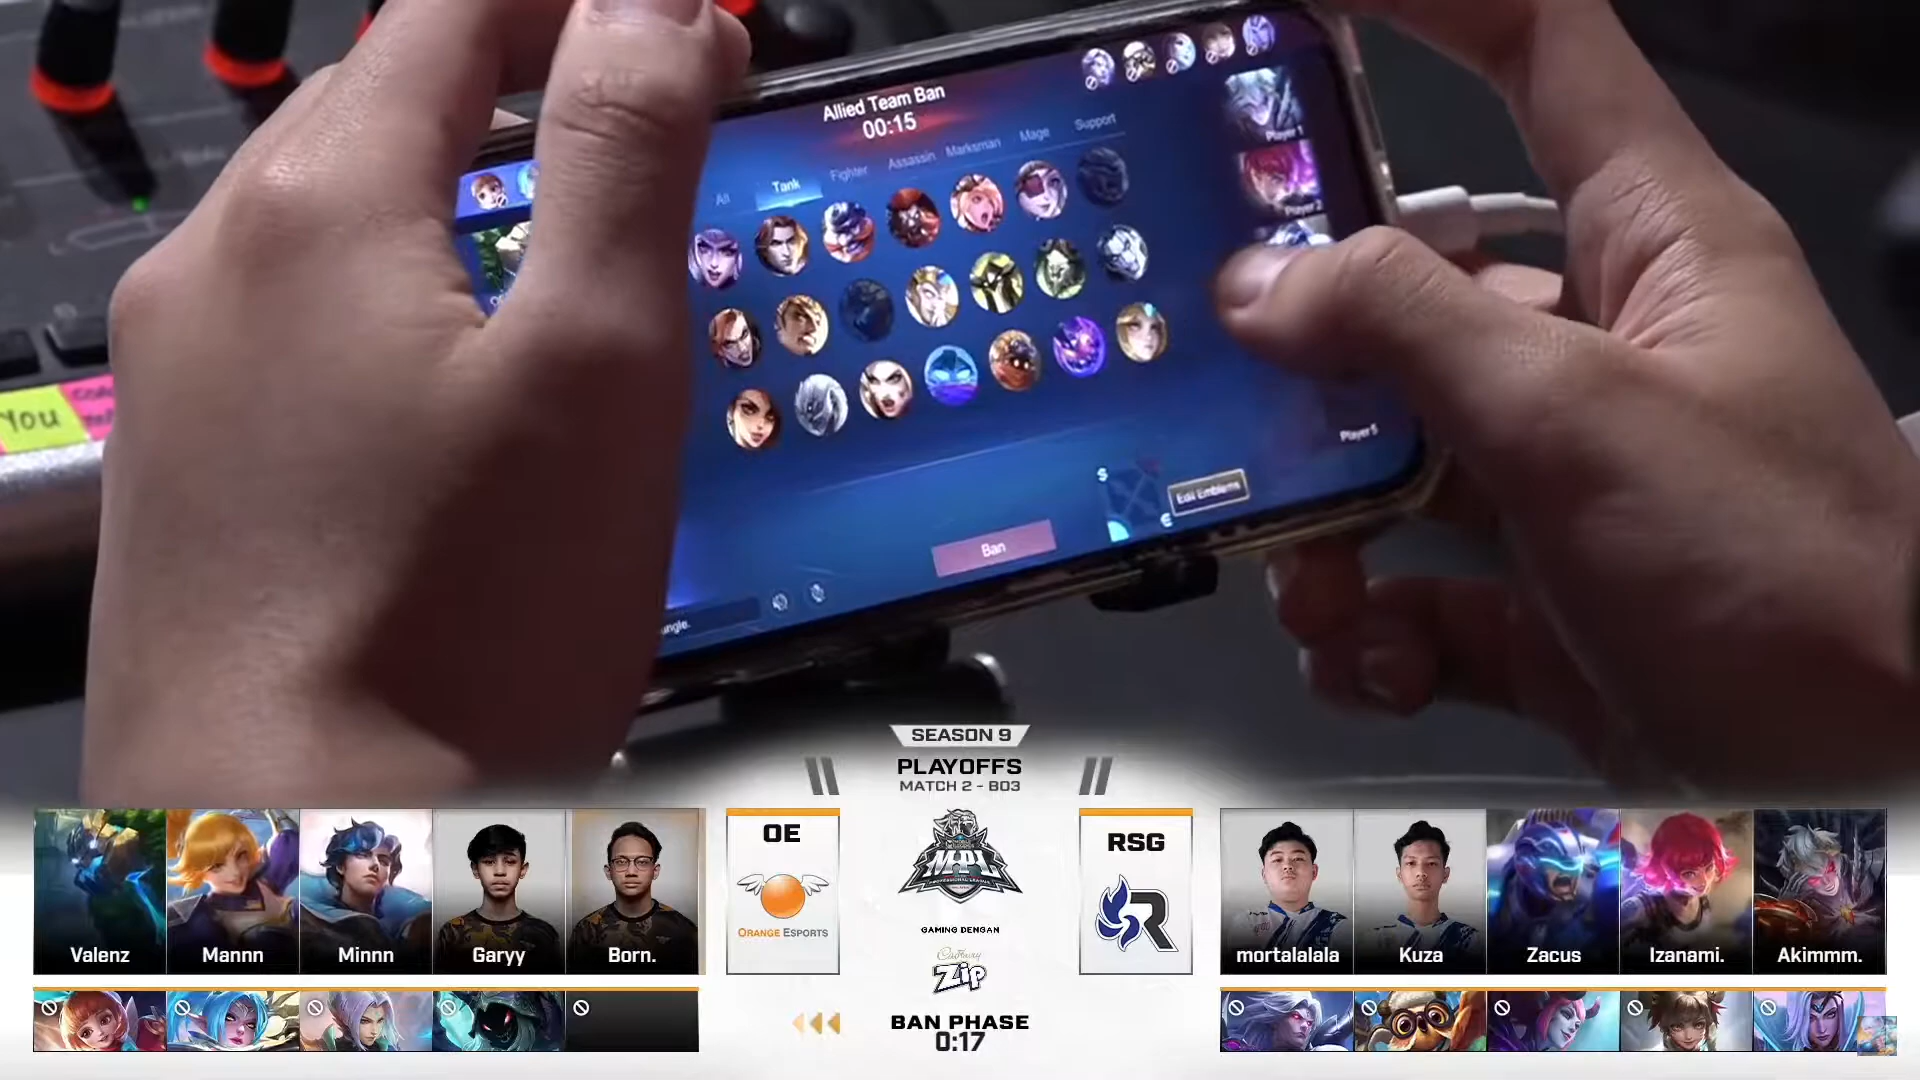 Allied Team Ban
00:15
All Tank Fighter Assassin Marksman Mage Support
Player 1
Player 2
Player 5
Edit Emblems
Ban
You
SEASON 9
PLAYOFFS
MATCH 2 - BO3
OE
ORANGE ESPORTS
MPL
RSG
GAMING DENGAN
Cadbury
Zip
Valenz Mannn Minnn Garyy Born.
mortalalala Kuza Zacus Izanami. Akimmm.
BAN PHASE
0:17